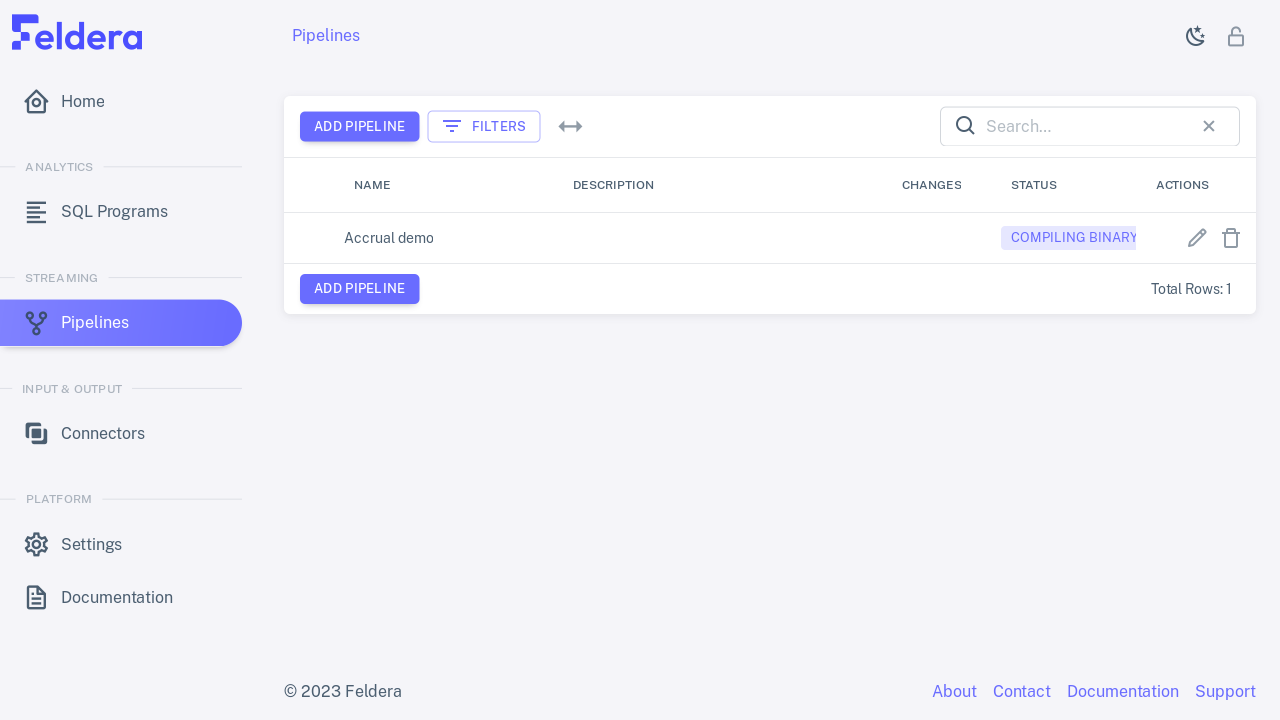 Feldera
Pipelines
Home
ANALYTICS
SQL Programs
STREAMING
Pipelines
INPUT & OUTPUT
Connectors
PLATFORM
Settings
Documentation
ADD PIPELINE
FILTERS
Search...
NAME DESCRIPTION CHANGES STATUS ACTIONS
Accrual demo COMPILING BINARY
ADD PIPELINE
Total Rows: 1
© 2023 Feldera
About Contact Documentation Support